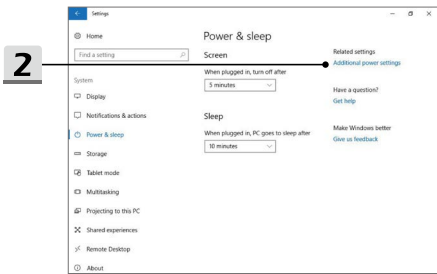 Settings
Home
Find a setting
System
Display
Notifications & actions
Power & sleep
Storage
Tablet mode
Multitasking
Projecting to this PC
Shared experiences
Remote Desktop
About
Power & sleep
Screen
When plugged in, turn off after
5 minutes
Sleep
When plugged in, PC goes to sleep after
10 minutes
Related settings
Additional power settings
Have a question?
Get help
Make Windows better
Give us feedback
2